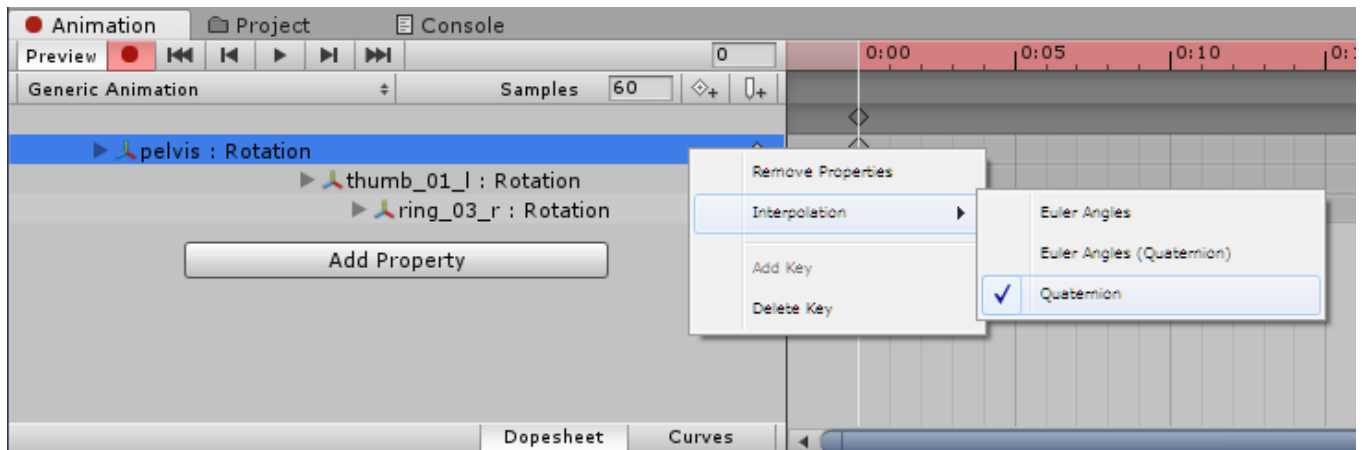 Animation Project Console
Preview 0 0:00 0:05 0:10 0:1
Generic Animation Samples 60
pelvis : Rotation
Remove Properties
thumb_01_l : Rotation
ring_03_r : Rotation
Interpolation
Euler Angles
Add Property
Euler Angles (Quaternion)
Add Key
Quaternion
Delete Key
Dopesheet Curves